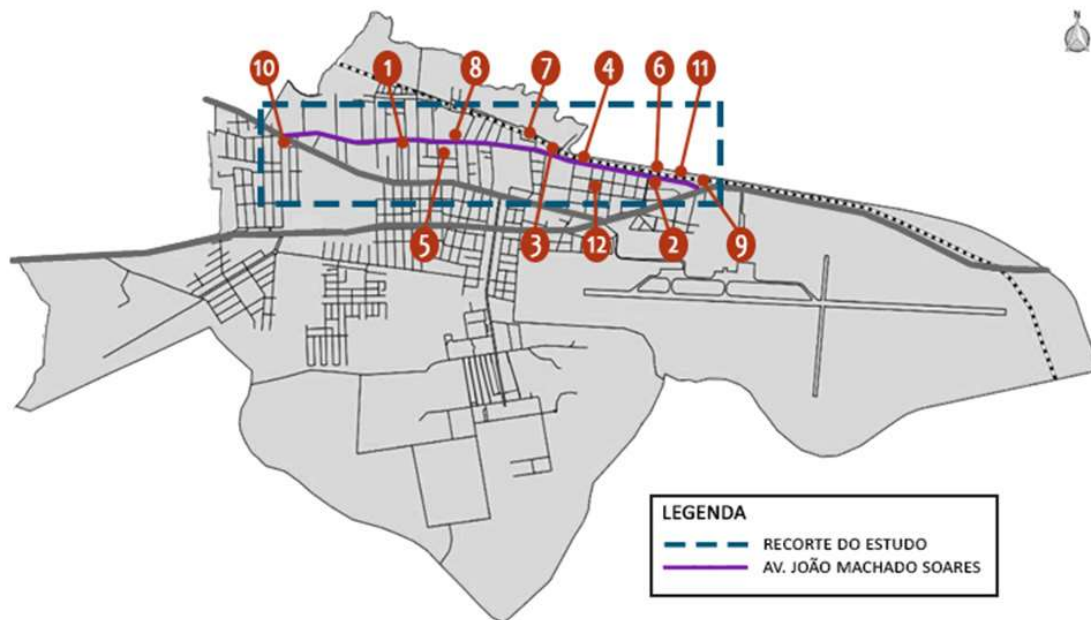 N
10 1 8 7 4 6 11
5 3 12 2 9
LEGENDA
RECORTE DO ESTUDO
AV. JOÃO MACHADO SOARES